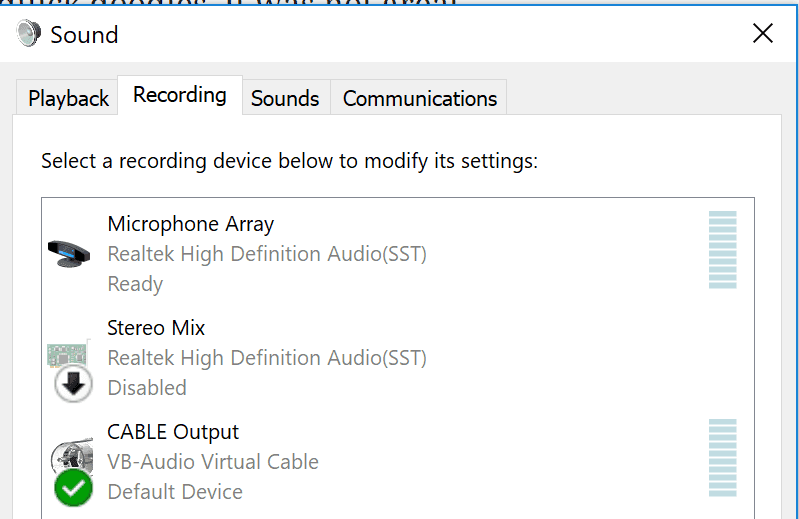 Sound
Playback Recording Sounds Communications
Select a recording device below to modify its settings:
Microphone Array
Realtek High Definition Audio(SST)
Ready
Stereo Mix
Realtek High Definition Audio(SST)
Disabled
CABLE Output
VB-Audio Virtual Cable
Default Device